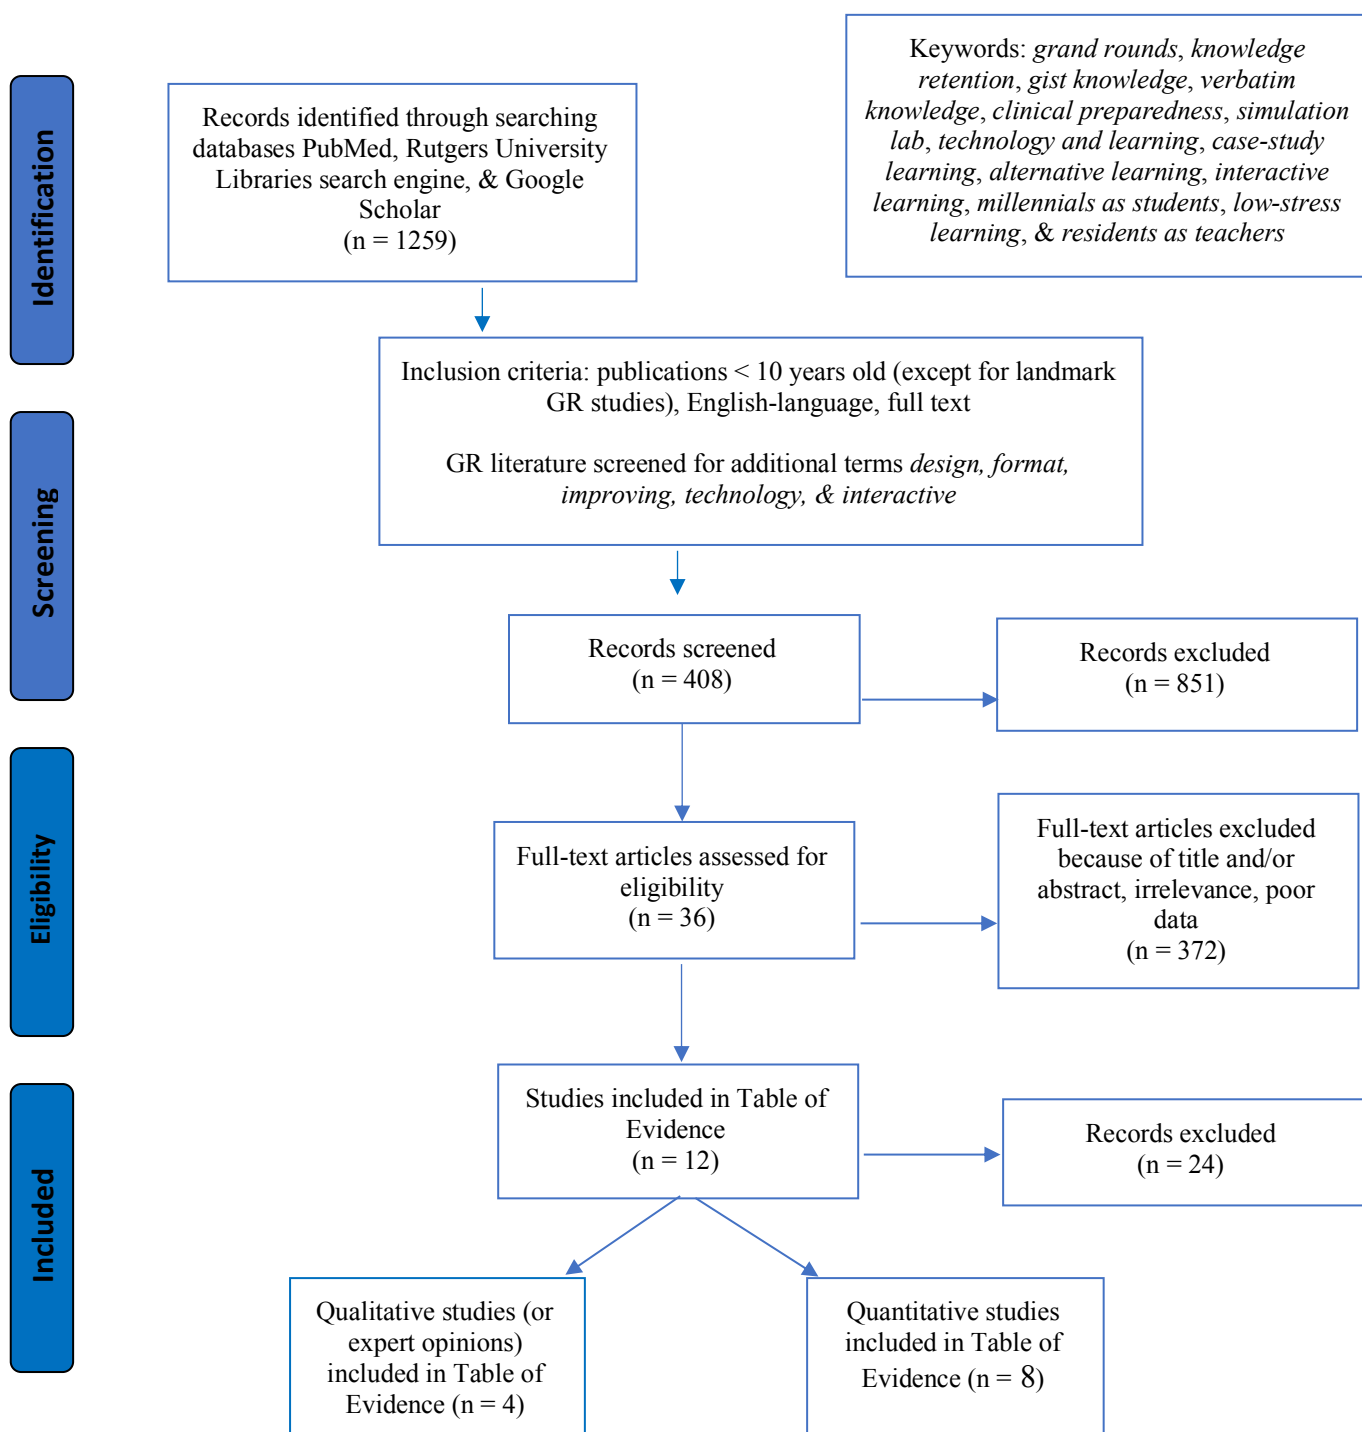 Identification
Records identified through searching
databases PubMed, Rutgers University
Libraries search engine, & Google
Scholar
(n = 1259)
Keywords: grand rounds, knowledge
retention, gist knowledge, verbatim
knowledge, clinical preparedness, simulation
lab, technology and learning, case-study
learning, alternative learning, interactive
learning, millennials as students, low-stress
learning, & residents as teachers
Inclusion criteria: publications < 10 years old (except for landmark
GR studies), English-language, full text
GR literature screened for additional terms design, format,
improving, technology, & interactive
Screening
Records screened
(n = 408)
Records excluded
(n = 851)
Eligibility
Full-text articles assessed for
eligibility
(n = 36)
Full-text articles excluded
because of title and/or
abstract, irrelevance, poor
data
(n = 372)
Included
Studies included in Table of
Evidence
(n = 12)
Records excluded
(n = 24)
Qualitative studies (or
expert opinions)
included in Table of
Evidence (n = 4)
Quantitative studies
included in Table of
Evidence (n = 8)